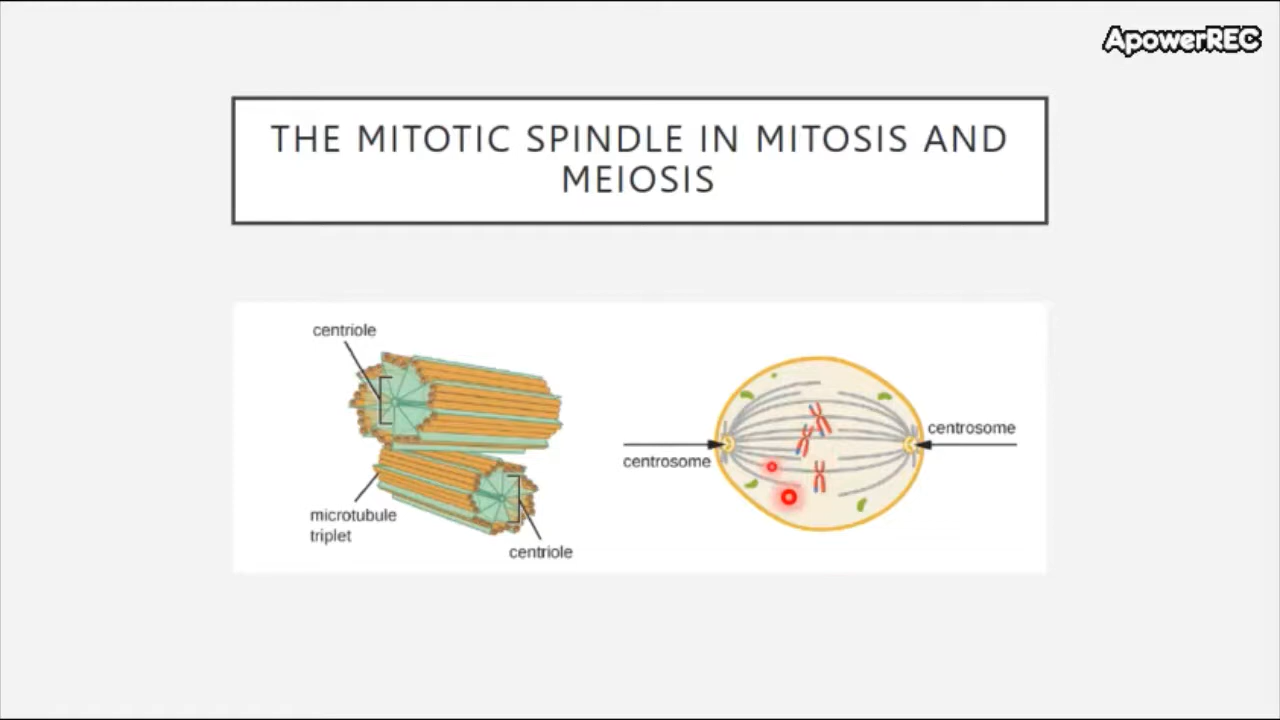 ApowerREC
THE MITOTIC SPINDLE IN MITOSIS AND
MEIOSIS
centriole
microtubule
triplet
centriole
centrosome
centrosome